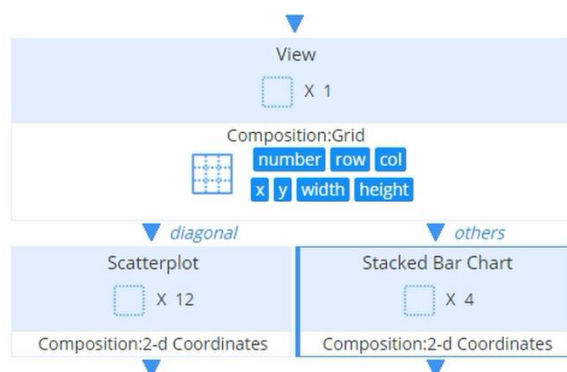 View
X 1
Composition:Grid
number row col
x y width height
diagonal
others
Scatterplot
Stacked Bar Chart
X 12
X 4
Composition:2-d Coordinates
Composition:2-d Coordinates